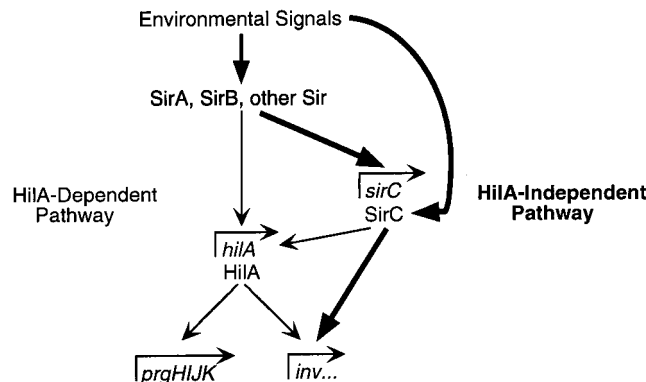 Environmental Signals
SirA, SirB, other Sir
sirC
SirC
HilA-Dependent
Pathway
HilA-Independent
Pathway
hilA
HilA
prgHIJK
inv...